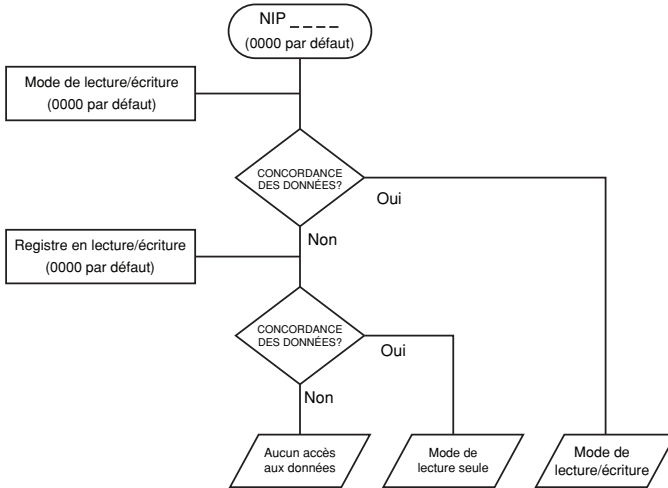 NIP _ _ _ _
(0000 par défaut)
Mode de lecture/écriture
(0000 par défaut)
CONCORDANCE
DES DONNÉES?
Oui
Non
Registre en lecture/écriture
(0000 par défaut)
CONCORDANCE
DES DONNÉES?
Oui
Non
Aucun accès
aux données
Mode de
lecture seule
Mode de
lecture/écriture